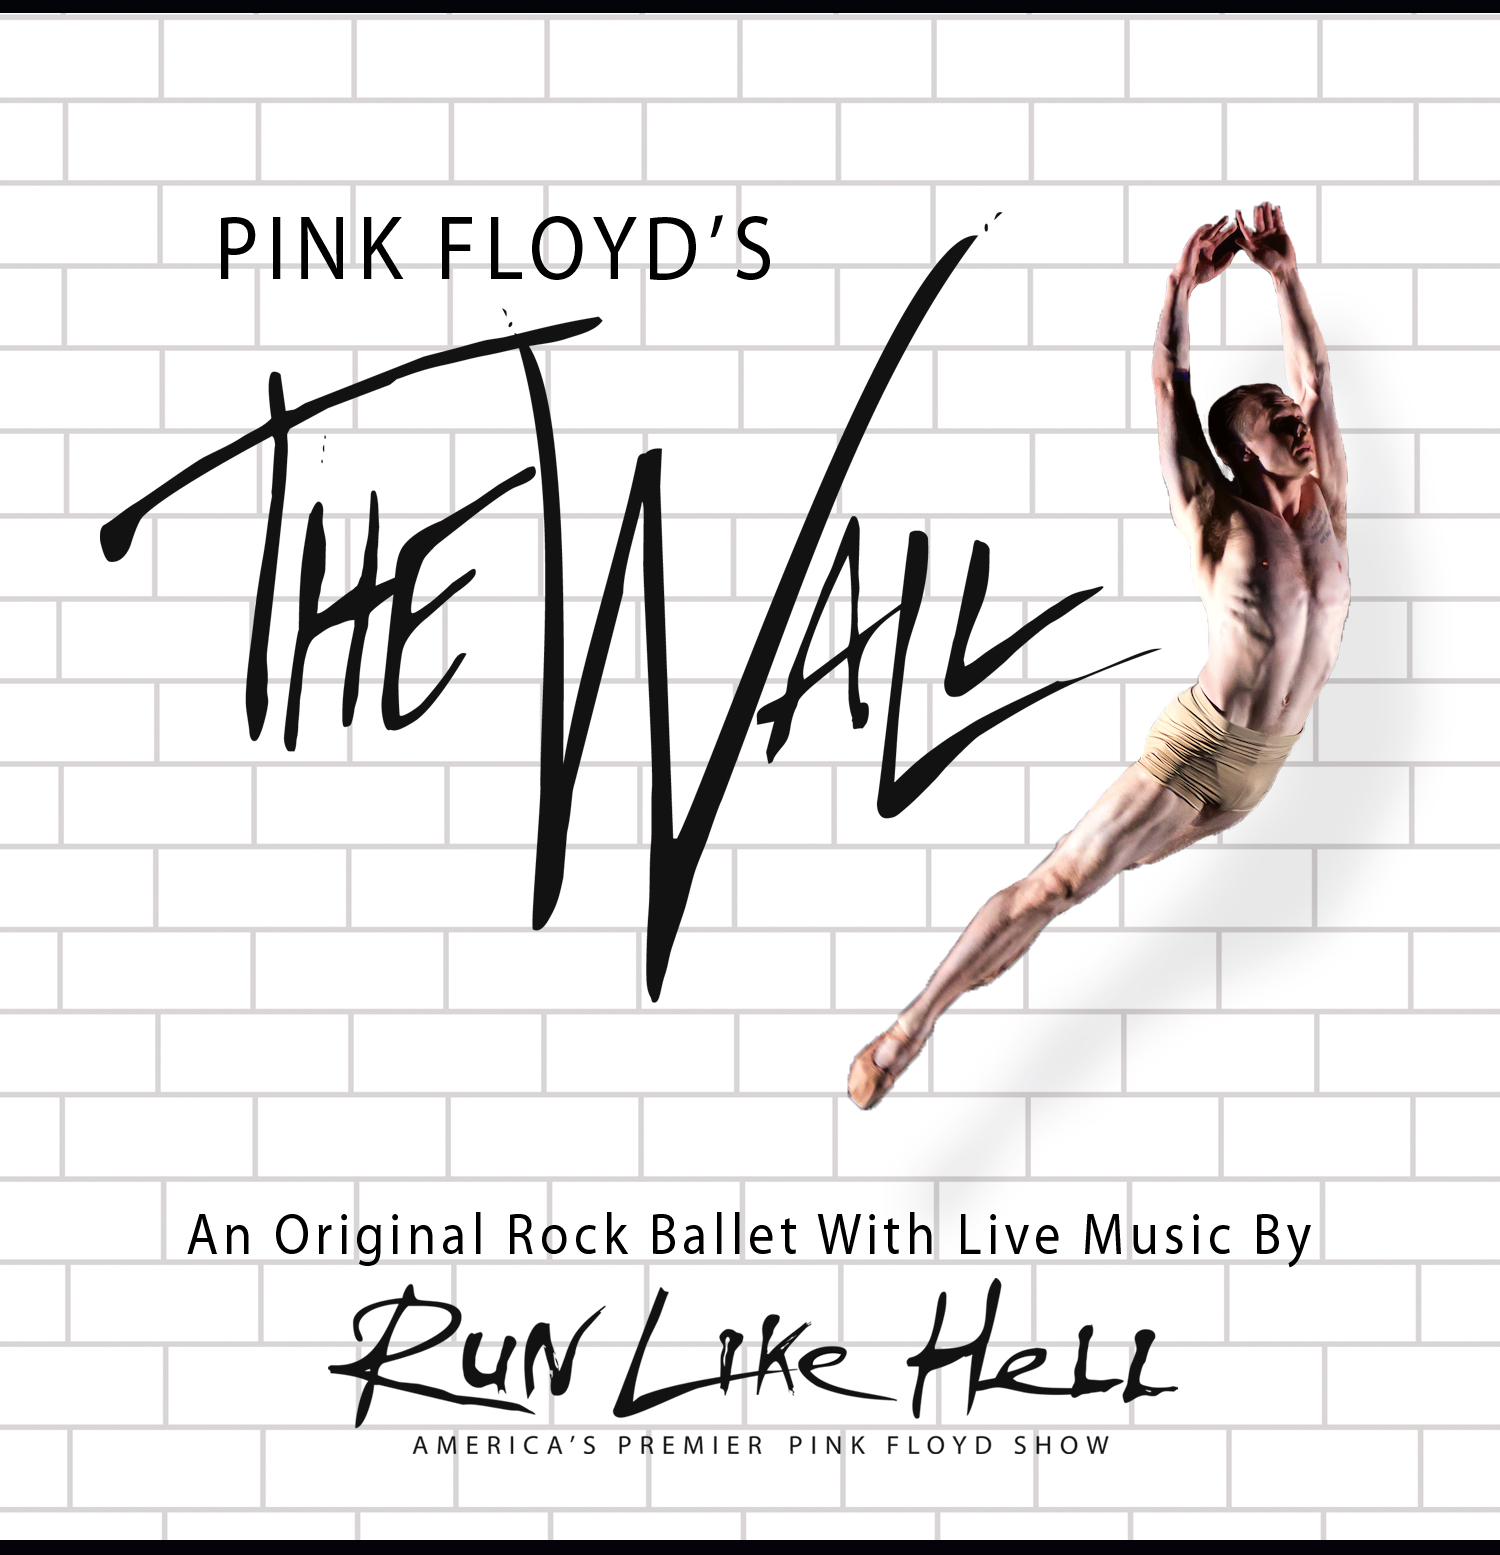 PINK FLOYD'S
THE WALL
An Original Rock Ballet With Live Music By
RUN LIKE HELL
AMERICA'S PREMIER PINK FLOYD SHOW